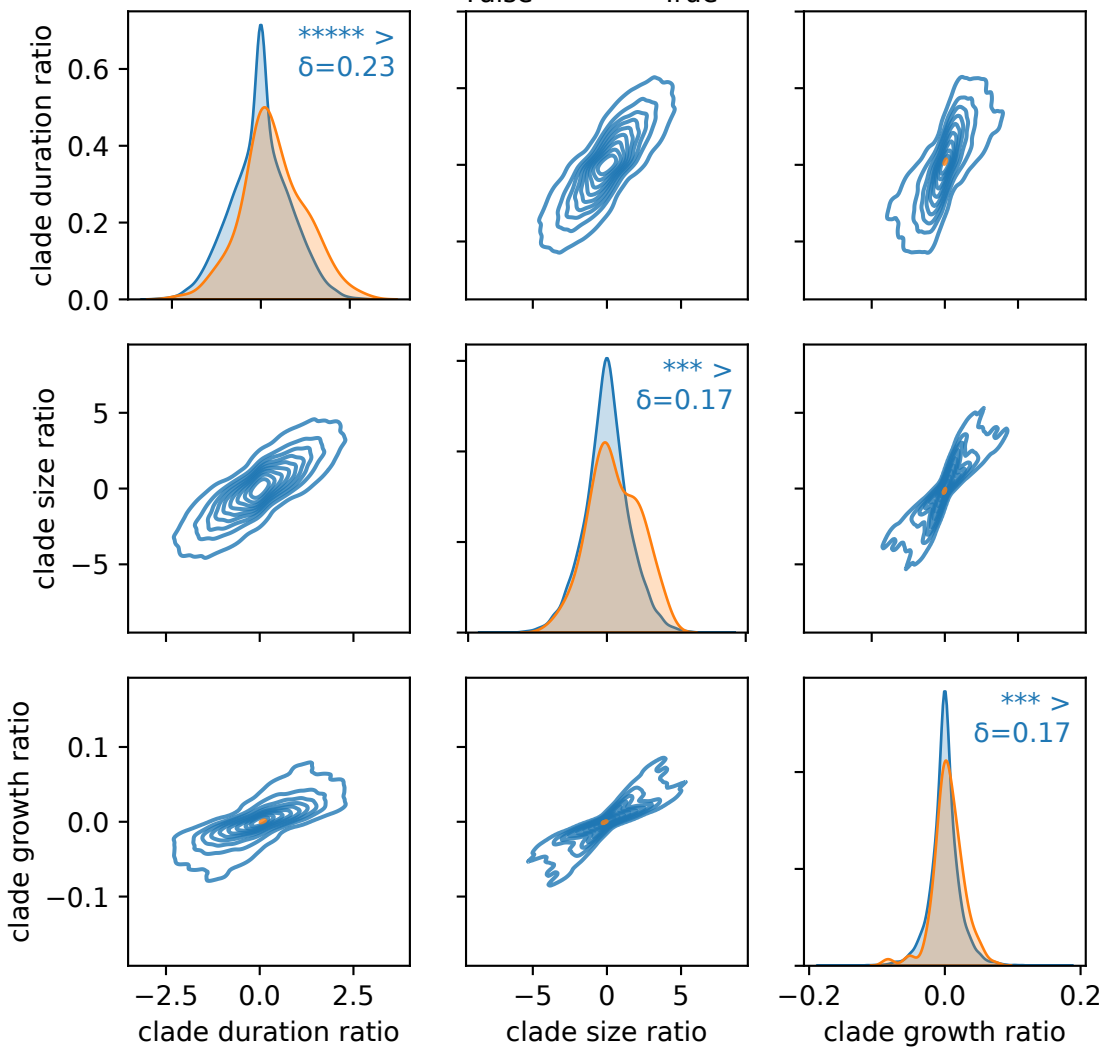 clade duration ratio
0.6
0.4
0.2
0.0
***** >
δ=0.23
clade size ratio
5
0
−5
*** >
δ=0.17
clade growth ratio
0.1
0.0
−0.1
*** >
δ=0.17
−2.5 0.0 2.5
−5 0 5
−0.2 0.0 0.2
clade duration ratio
clade size ratio
clade growth ratio